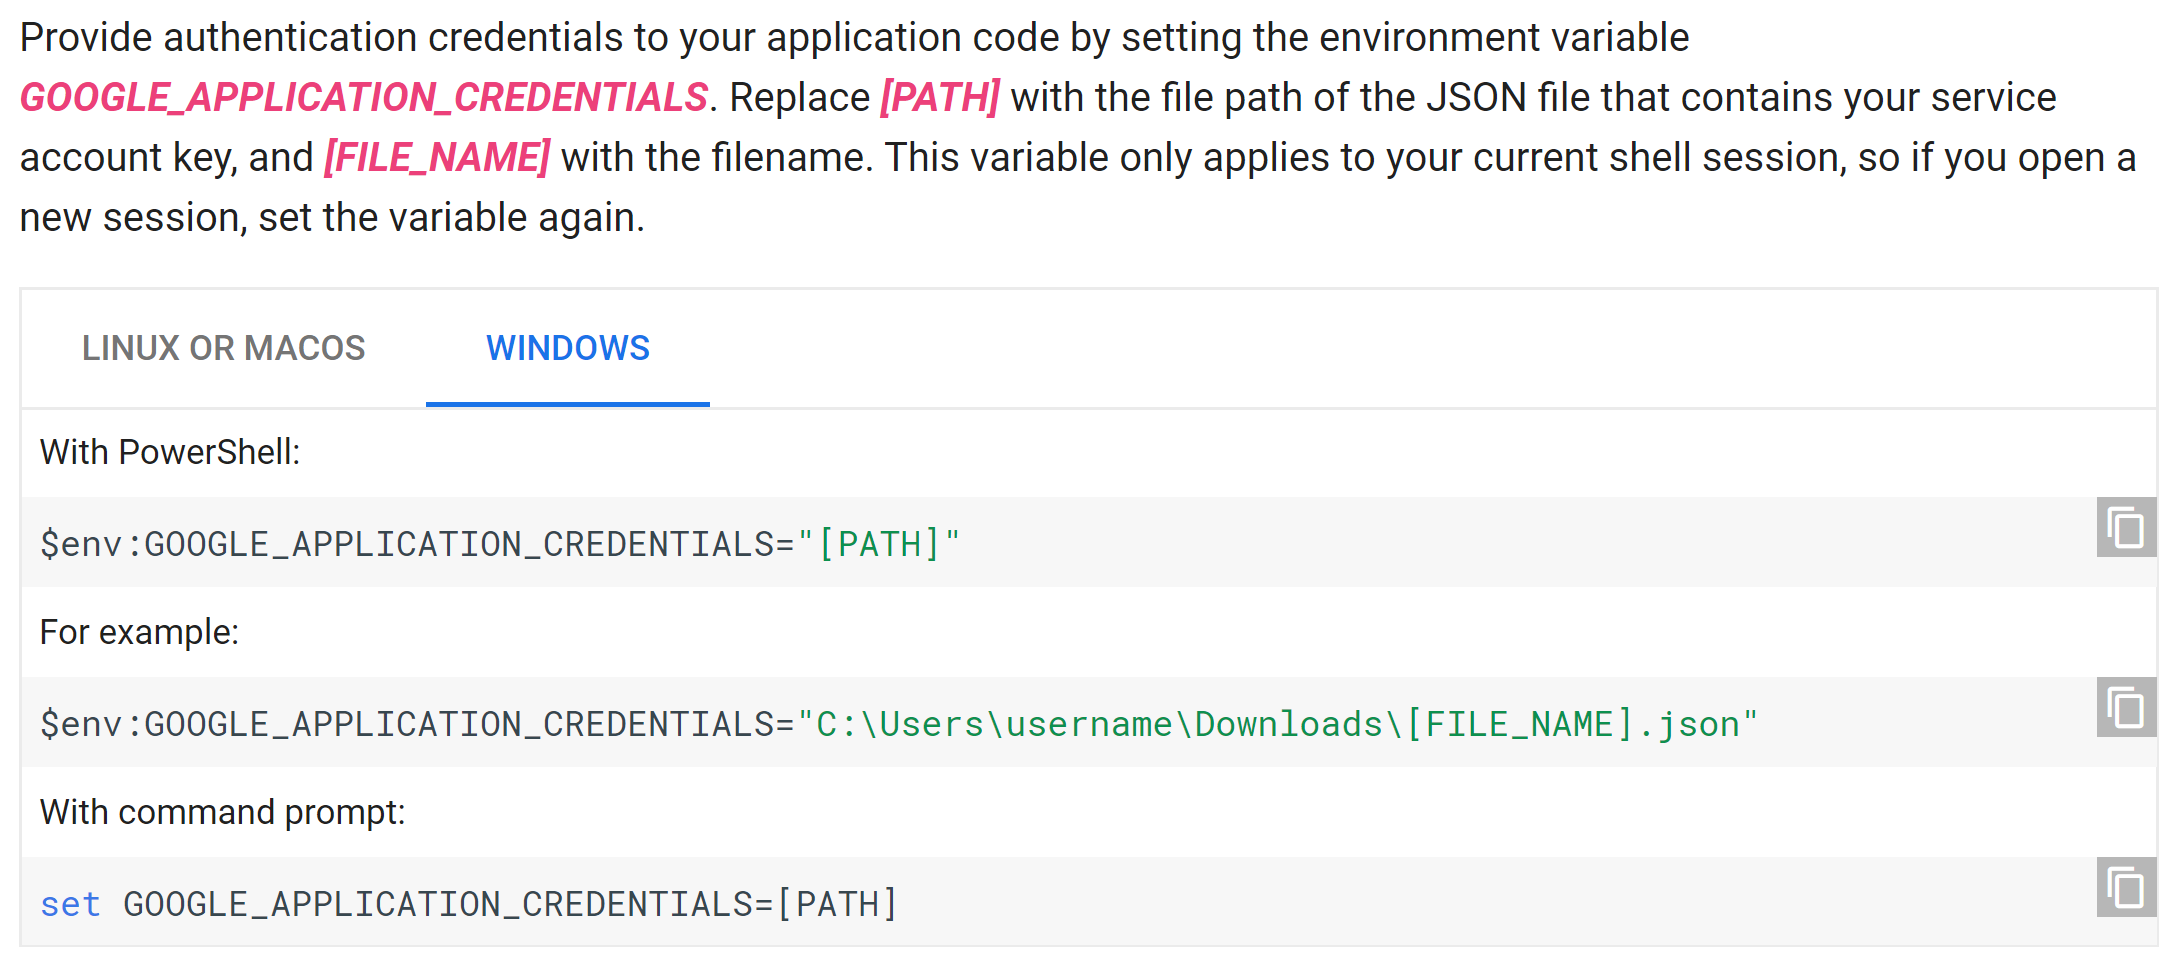 Provide authentication credentials to your application code by setting the environment variable
GOOGLE_APPLICATION_CREDENTIALS. Replace [PATH] with the file path of the JSON file that contains your service
account key, and [FILE_NAME] with the filename. This variable only applies to your current shell session, so if you open a
new session, set the variable again.
LINUX OR MACOS WINDOWS
With PowerShell:
$env:GOOGLE_APPLICATION_CREDENTIALS="[PATH]"
For example:
$env:GOOGLE_APPLICATION_CREDENTIALS="C:\Users\username\Downloads\[FILE_NAME].json"
With command prompt:
set GOOGLE_APPLICATION_CREDENTIALS=[PATH]